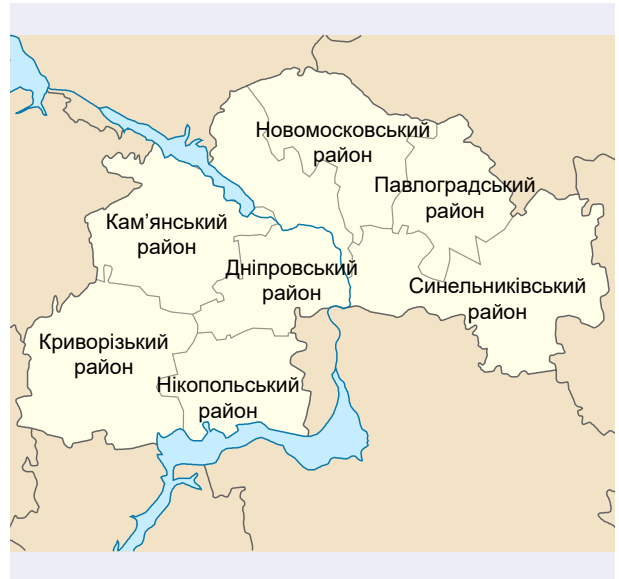 Новомосковський
район
Павлоградський
район
Кам’янський
район
Дніпровський
район
Синельниківський
район
Криворізький
район
Нікопольський
район